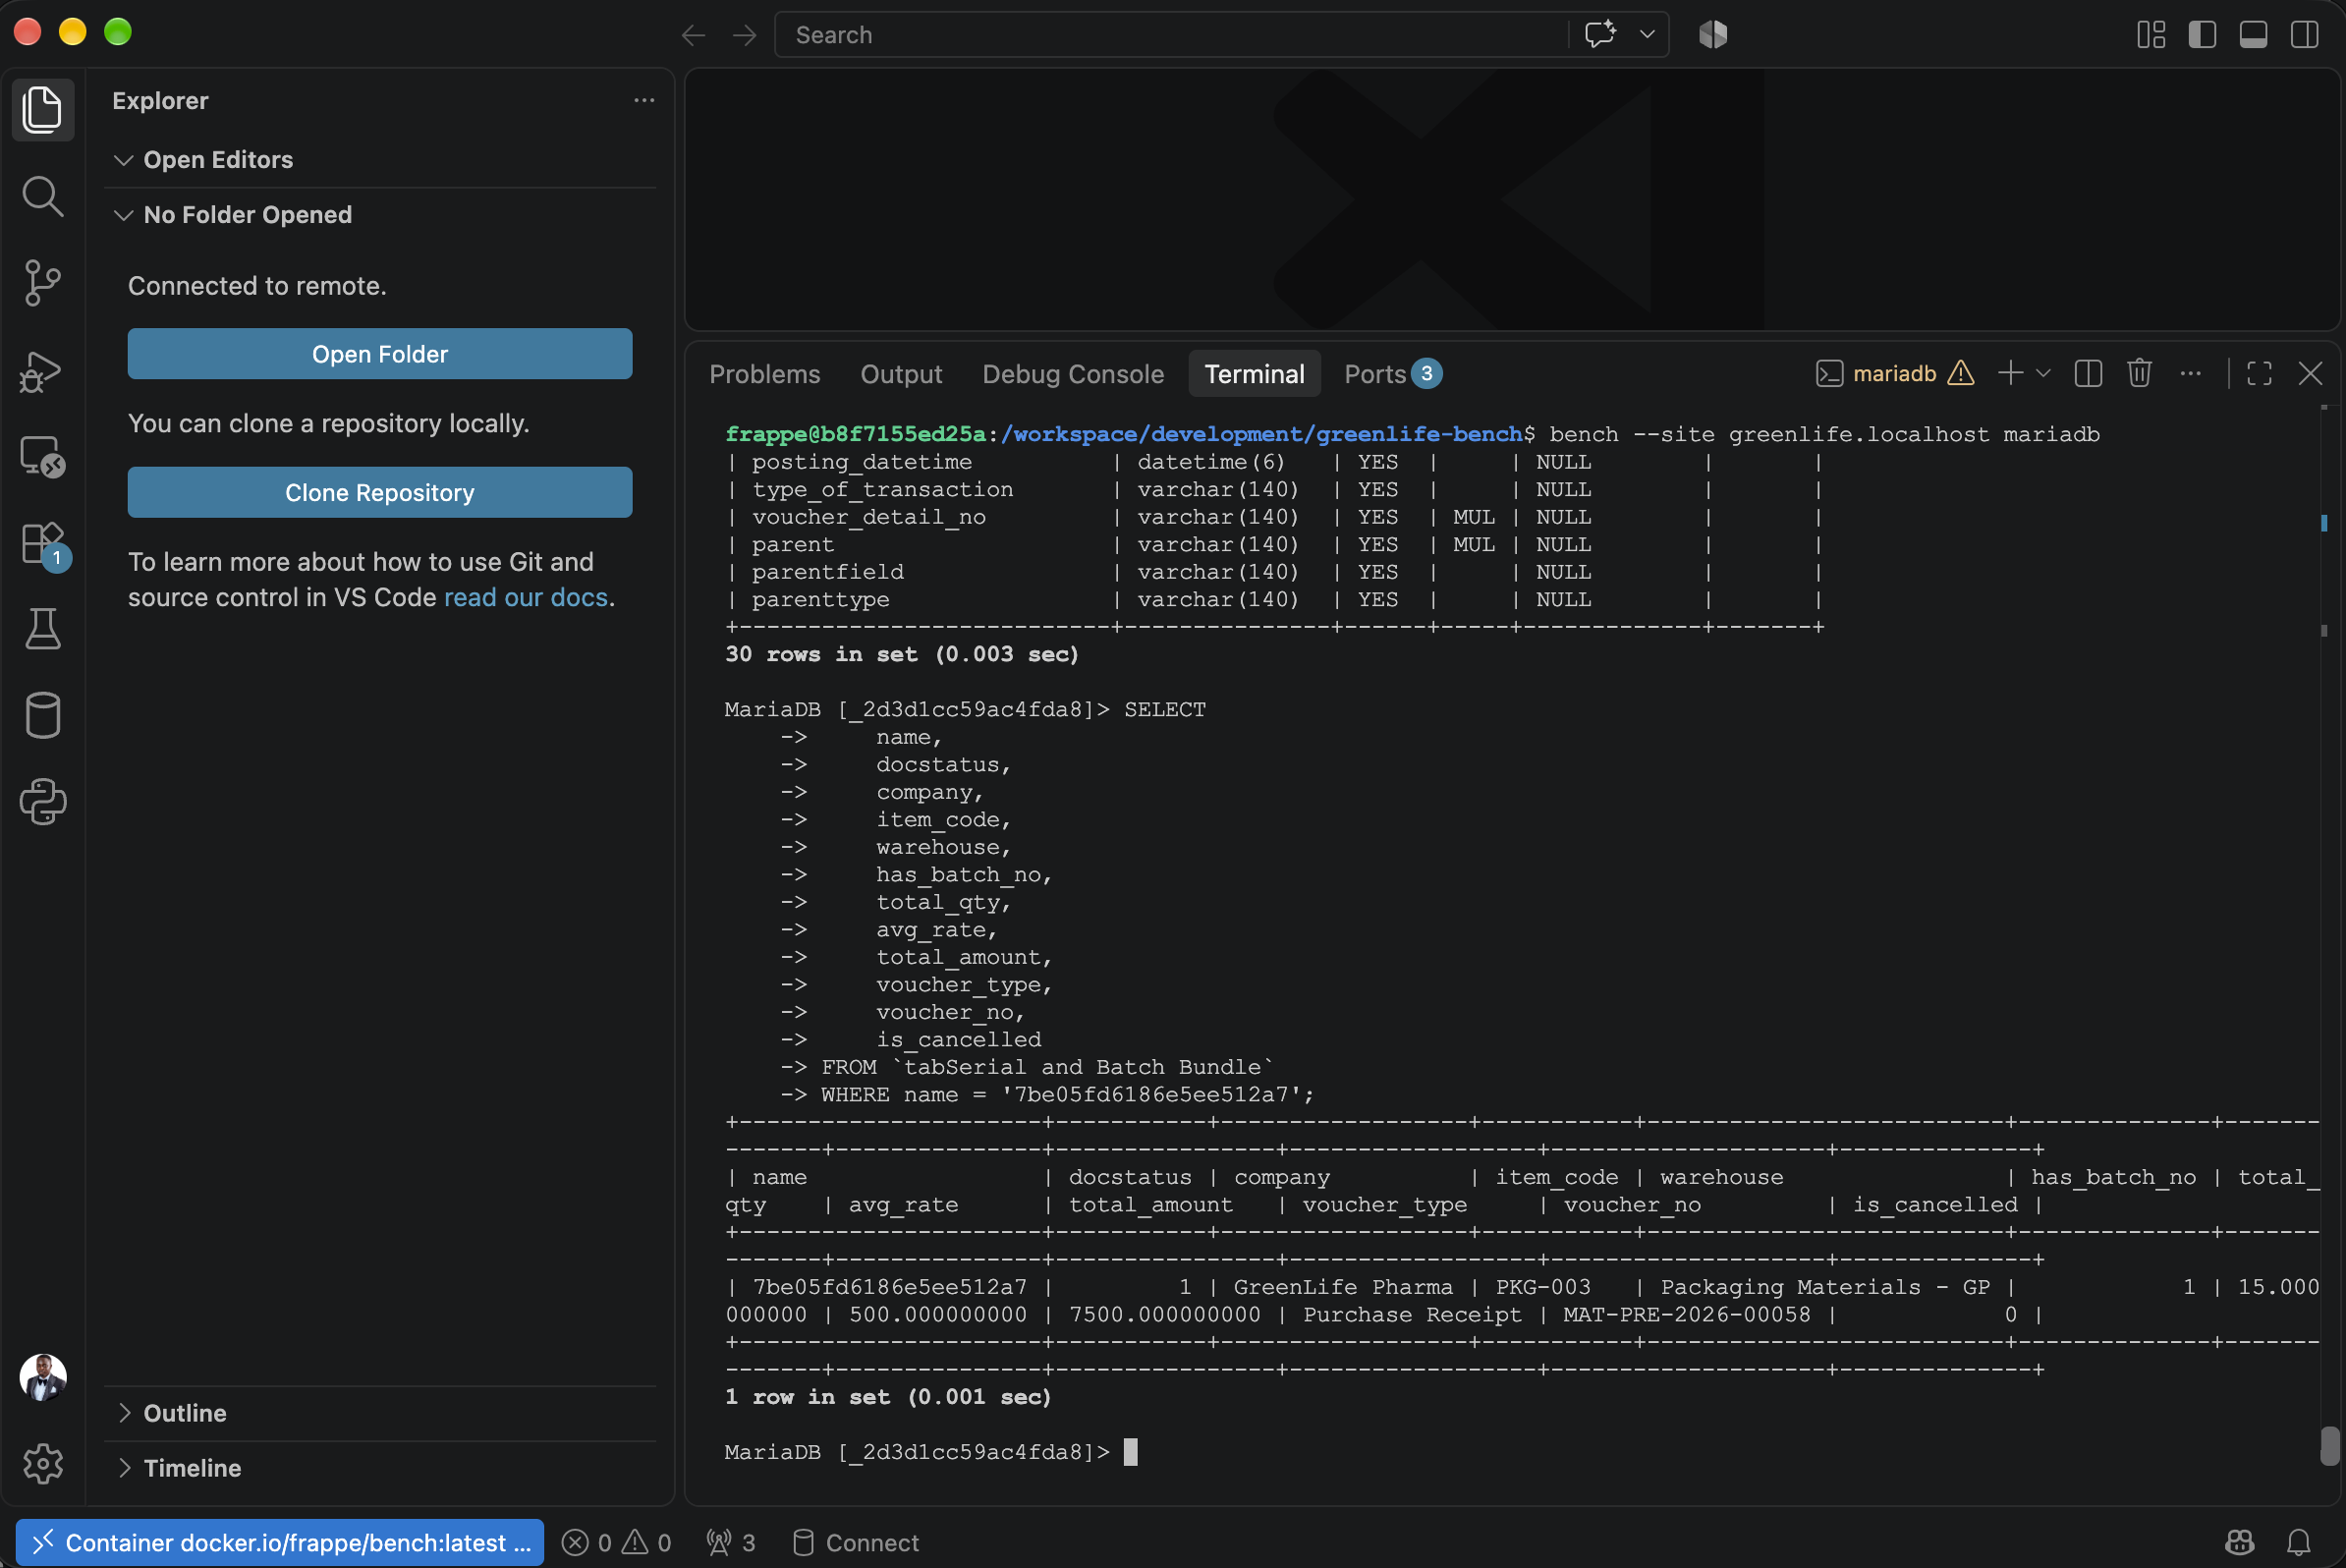 Search
Explorer
Open Editors
No Folder Opened
Connected to remote.
Open Folder
You can clone a repository locally.
Clone Repository
To learn more about how to use Git and
source control in VS Code read our docs.
1
Outline
Timeline
Problems Output Debug Console Terminal Ports 3 mariadb
frappe@b8f7155ed25a:/workspace/development/greenlife-bench$ bench --site greenlife.localhost mariadb
| posting_datetime | datetime(6) | YES | | NULL | |
| type_of_transaction | varchar(140) | YES | | NULL | |
| voucher_detail_no | varchar(140) | YES | MUL | NULL | |
| parent | varchar(140) | YES | MUL | NULL | |
| parentfield | varchar(140) | YES | | NULL | |
| parenttype | varchar(140) | YES | | NULL | |
+---------------------------+---------------+------+-----+-------------+-------+
30 rows in set (0.003 sec)
MariaDB [_2d3d1cc59ac4fda8]> SELECT
-> name,
-> docstatus,
-> company,
-> item_code,
-> warehouse,
-> has_batch_no,
-> total_qty,
-> avg_rate,
-> total_amount,
-> voucher_type,
-> voucher_no,
-> is_cancelled
-> FROM `tabSerial and Batch Bundle`
-> WHERE name = '7be05fd6186e5ee512a7';
+----------------------+-----------+------------------+-----------+--------------------------+--------------+-------
-------+---------------+----------------+------------------+--------------------+--------------+
| name | docstatus | company | item_code | warehouse | has_batch_no | total_
qty | avg_rate | total_amount | voucher_type | voucher_no | is_cancelled |
+----------------------+-----------+------------------+-----------+--------------------------+--------------+-------
-------+---------------+----------------+------------------+--------------------+--------------+
| 7be05fd6186e5ee512a7 | 1 | GreenLife Pharma | PKG-003 | Packaging Materials - GP | 1 | 15.000
000000 | 500.000000000 | 7500.000000000 | Purchase Receipt | MAT-PRE-2026-00058 | 0 |
+----------------------+-----------+------------------+-----------+--------------------------+--------------+-------
-------+---------------+----------------+------------------+--------------------+--------------+
1 row in set (0.001 sec)
MariaDB [_2d3d1cc59ac4fda8]>
Container docker.io/frappe/bench:latest ... 0 0 3 Connect